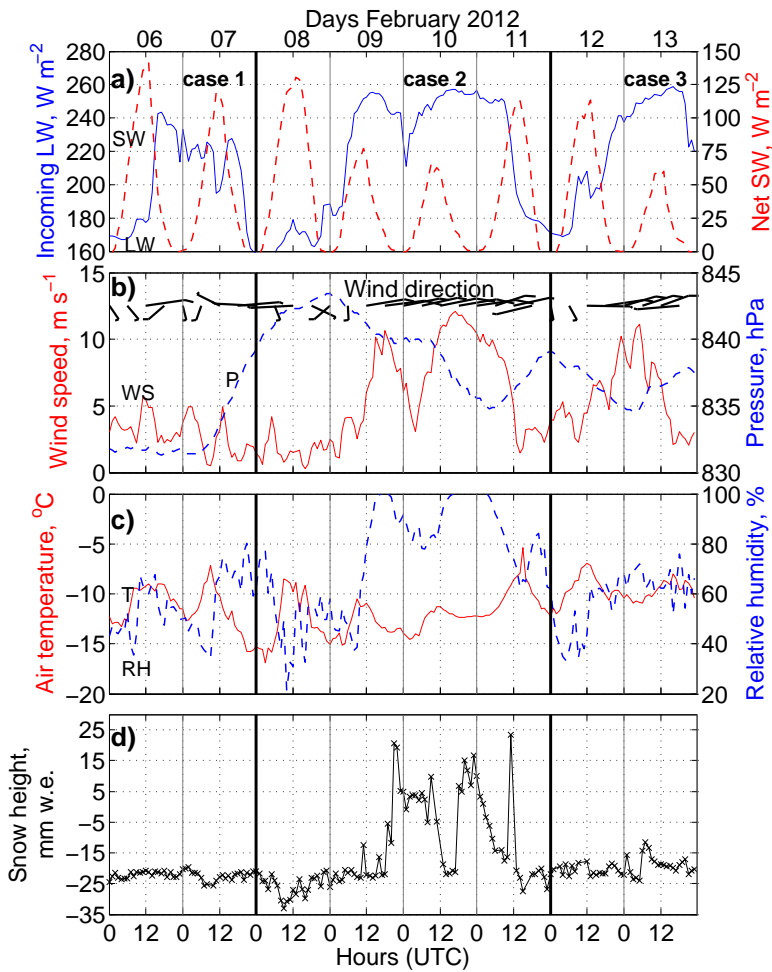 Days February 2012
06 07 08 09 10 11 12 13
280 150
a) case 1 case 2 case 3
260 125
240 100
SW
220 75
200 50
180 25
LW
160 0
Incoming LW, W m−2
Net SW, W m−2
15 845
b) Wind direction
10 840
WS P
5 835
0 830
Wind speed, m s−1
Pressure, hPa
0 100
c)
−5 80
T
−10 60
−15 40
RH
−20 20
Air temperature, oC
Relative humidity, %
25
d)
15
5
−5
−15
−25
−35
Snow height,
mm w.e.
0 12 0 12 0 12 0 12 0 12 0 12 0 12 0 12
Hours (UTC)